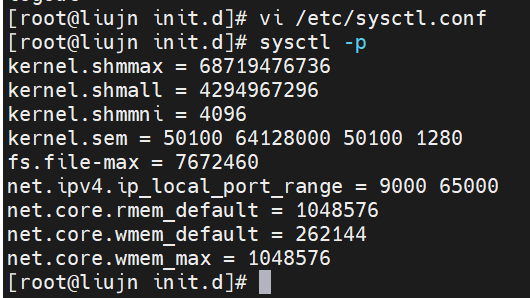 [root@liujn init.d]# vi /etc/sysctl.conf
[root@liujn init.d]# sysctl -p
kernel.shmmax = 68719476736
kernel.shmall = 4294967296
kernel.shmmni = 4096
kernel.sem = 50100 64128000 50100 1280
fs.file-max = 7672460
net.ipv4.ip_local_port_range = 9000 65000
net.core.rmem_default = 1048576
net.core.wmem_default = 262144
net.core.wmem_max = 1048576
[root@liujn init.d]#